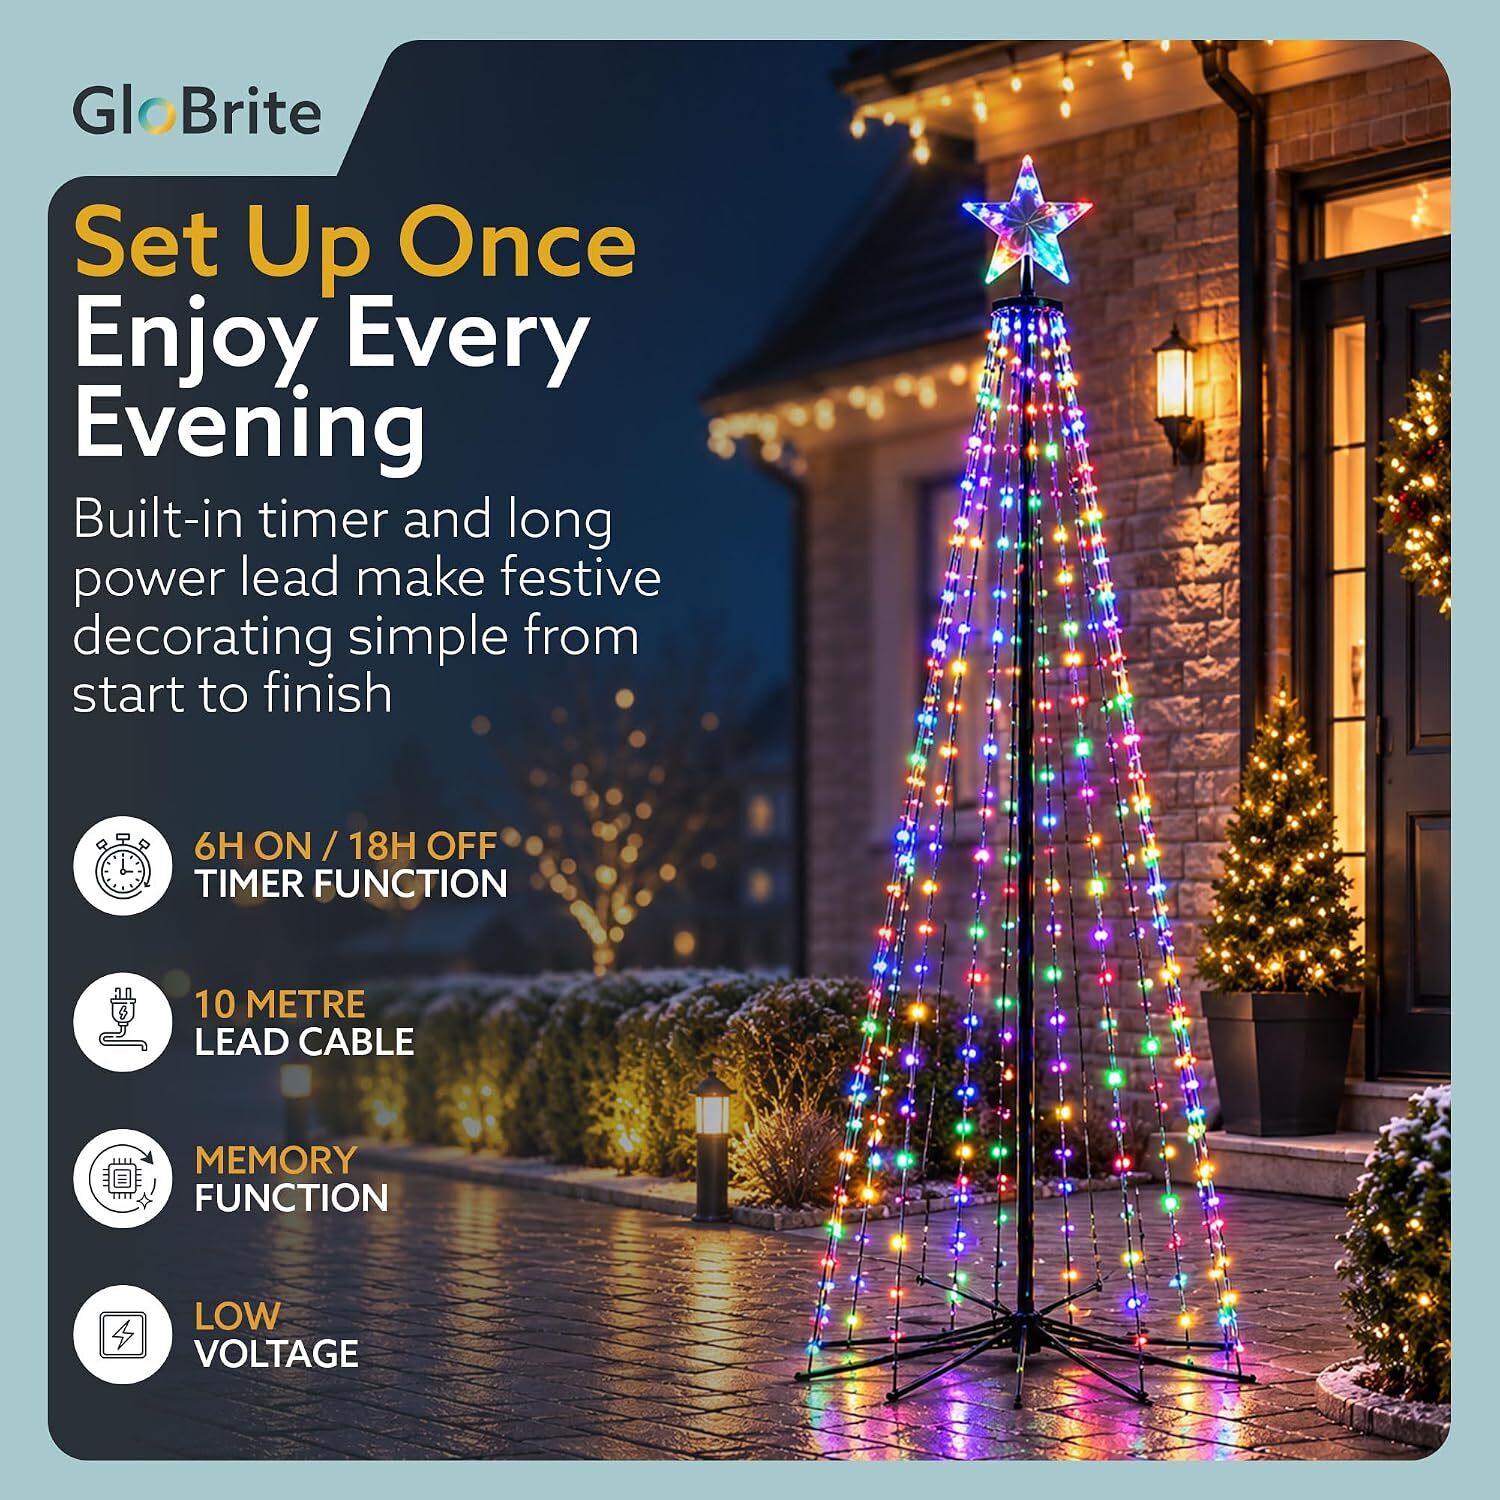 GloBrite
Set Up Once
Enjoy Every
Evening
Built-in timer and long
power lead make festive
decorating simple from
start to finish
6H ON / 18H OFF
TIMER FUNCTION
10 METRE
LEAD CABLE
MEMORY
FUNCTION
LOW
VOLTAGE